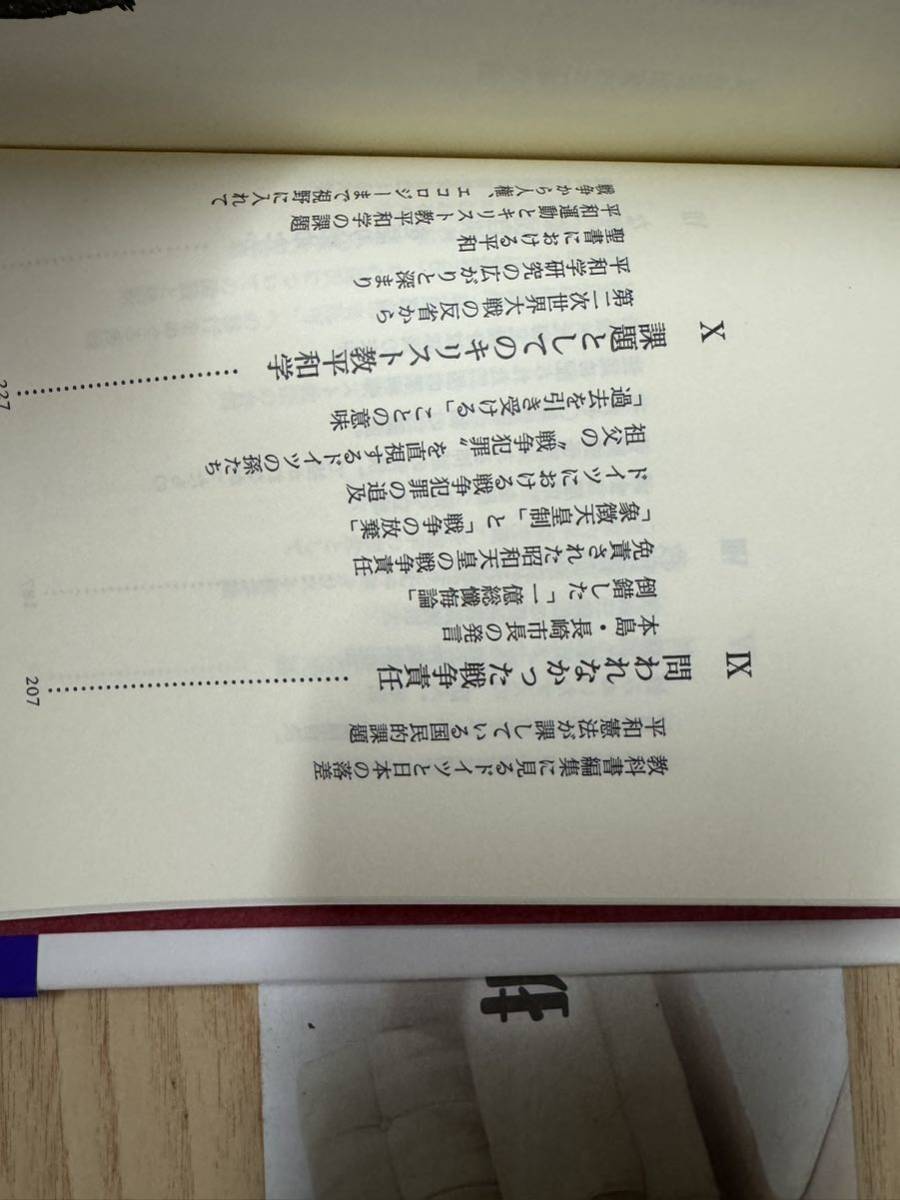 教科書編集に見るドイツと日本の落差
平和憲法が課している国民的課題
Ⅸ 問われなかった戦争責任 …… 207
本島・長崎市長の発言
倒錯した「一億総懺悔論」
免責された昭和天皇の戦争責任
「象徴天皇制」と「戦争の放棄」
ドイツにおける戦争犯罪の追及
祖父の〝戦争犯罪〟を直視するドイツの孫たち
「過去を引き受ける」ことの意味
Ⅹ 課題としてのキリスト教平和学 …… 227
第二次世界大戦の反省から
平和学研究の広がりと深まり
聖書における平和
平和運動とキリスト教平和学の課題
戦争から人権、エコロジーまで視野に入れて